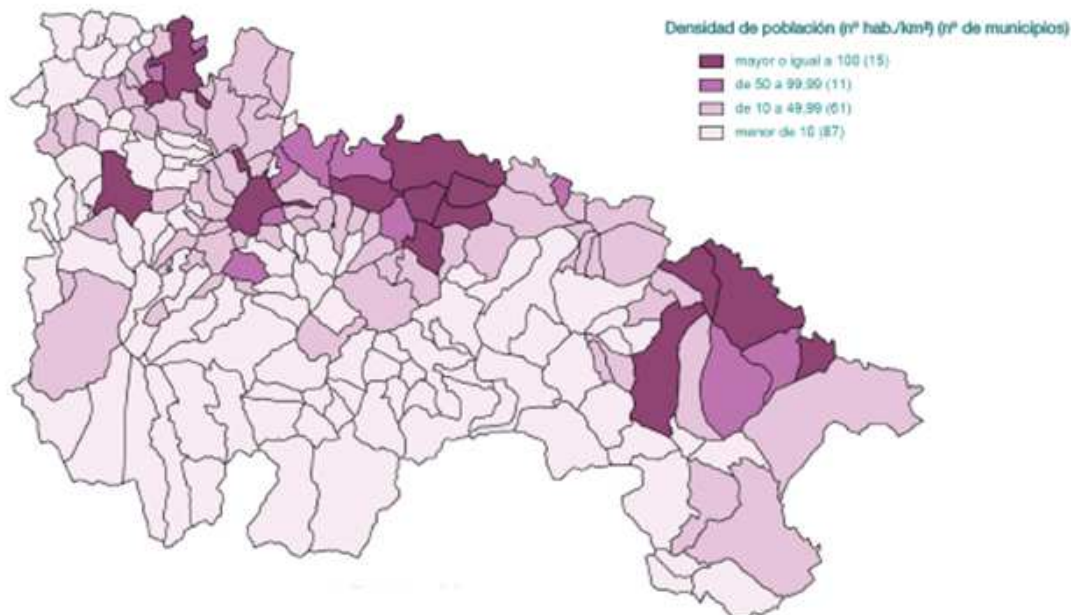 Densidad de población (nº hab./km²) (nº de municipios)
mayor o igual a 100 (15)
de 50 a 99,99 (11)
de 10 a 49,99 (61)
menor de 10 (87)